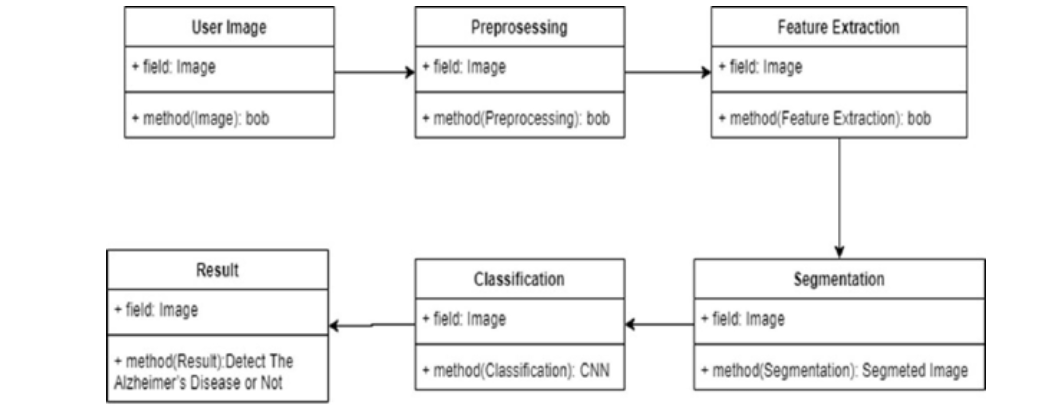 User Image
+ field: Image
+ method(Image): bob
Preprosessing
+ field: Image
+ method(Preprocessing): bob
Feature Extraction
+ field: Image
+ method(Feature Extraction): bob
Segmentation
+ field: Image
+ method(Segmentation): Segmeted Image
Classification
+ field: Image
+ method(Classification): CNN
Result
+ field: Image
+ method(Result):Detect The
Alzheimer's Disease or Not